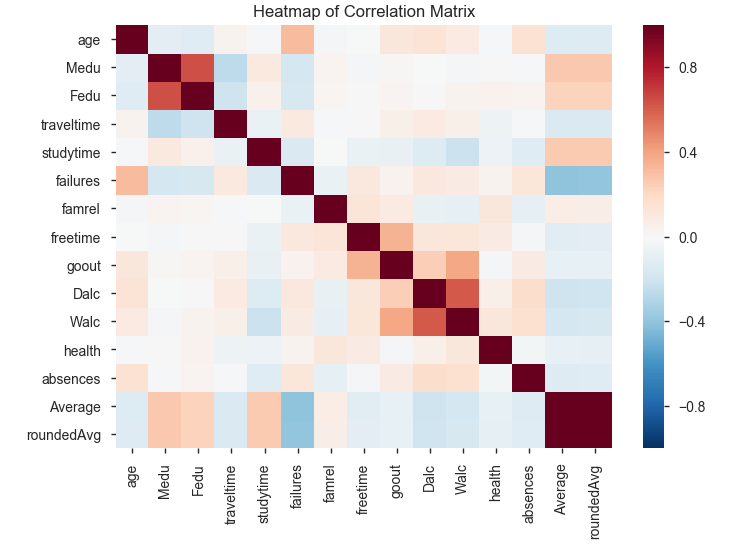 Heatmap of Correlation Matrix
age
Medu
Fedu
traveltime
studytime
failures
famrel
freetime
goout
Dalc
Walc
health
absences
Average
roundedAvg
age
Medu
Fedu
traveltime
studytime
failures
famrel
freetime
goout
Dalc
Walc
health
absences
Average
roundedAvg
0.8
0.4
0.0
−0.4
−0.8